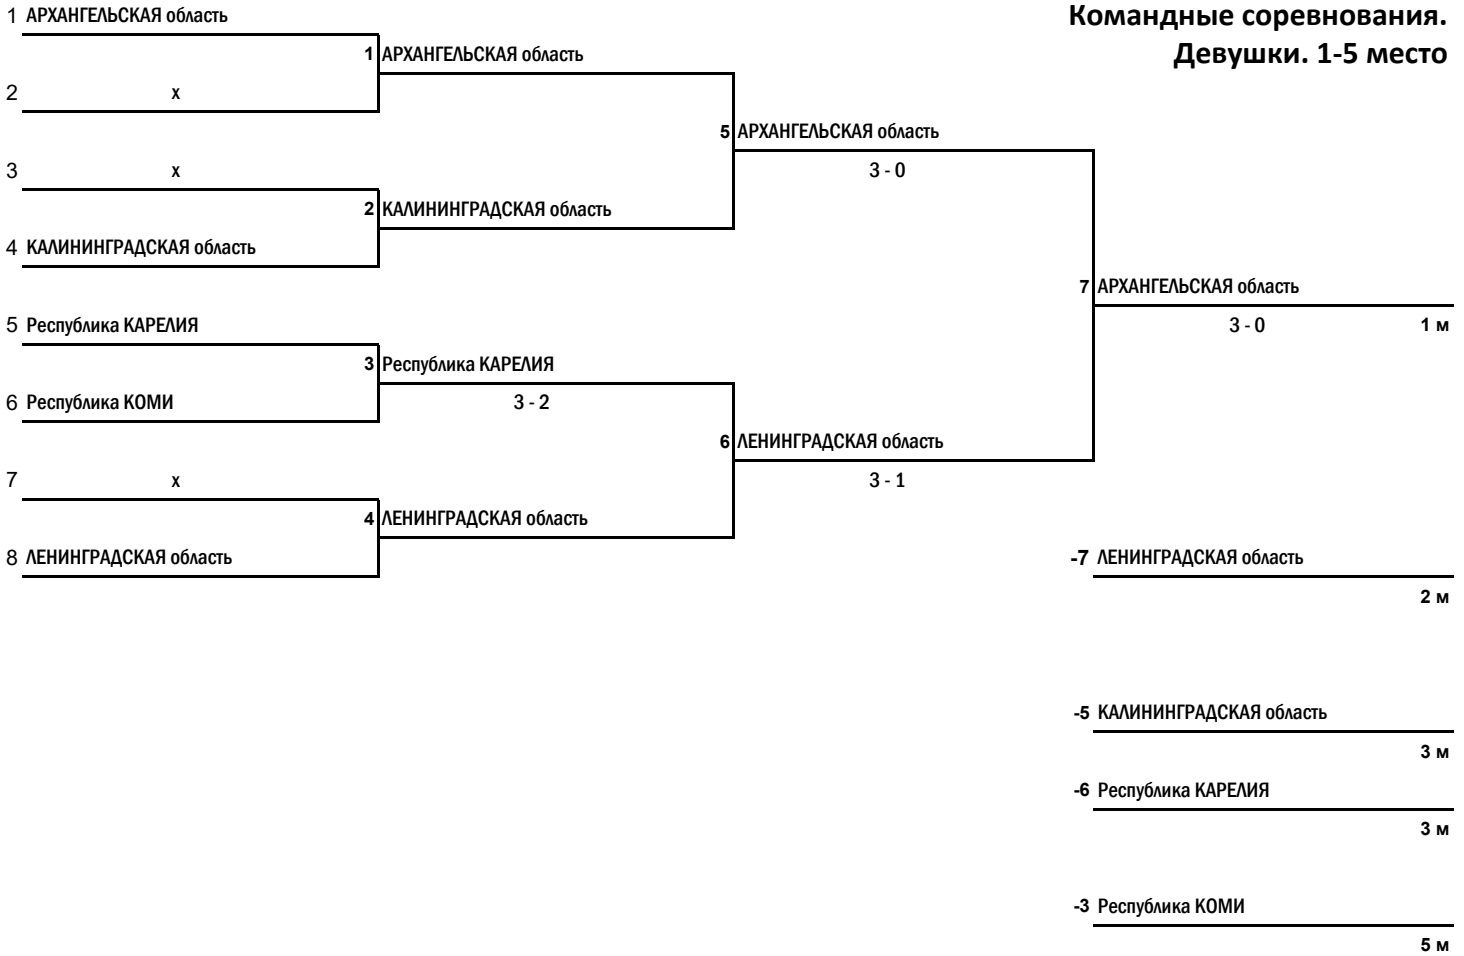 Командные соревнования.
Девушки. 1-5 место
1 АРХАНГЕЛЬСКАЯ область
1 АРХАНГЕЛЬСКАЯ область
2 х
5 АРХАНГЕЛЬСКАЯ область
3 х
3 - 0
2 КАЛИНИНГРАДСКАЯ область
4 КАЛИНИНГРАДСКАЯ область
7 АРХАНГЕЛЬСКАЯ область
5 Республика КАРЕЛИЯ
3 - 0 1 м
3 Республика КАРЕЛИЯ
6 Республика КОМИ
3 - 2
6 ЛЕНИНГРАДСКАЯ область
7 х
3 - 1
4 ЛЕНИНГРАДСКАЯ область
8 ЛЕНИНГРАДСКАЯ область
-7 ЛЕНИНГРАДСКАЯ область
2 м
-5 КАЛИНИНГРАДСКАЯ область
3 м
-6 Республика КАРЕЛИЯ
3 м
-3 Республика КОМИ
5 м